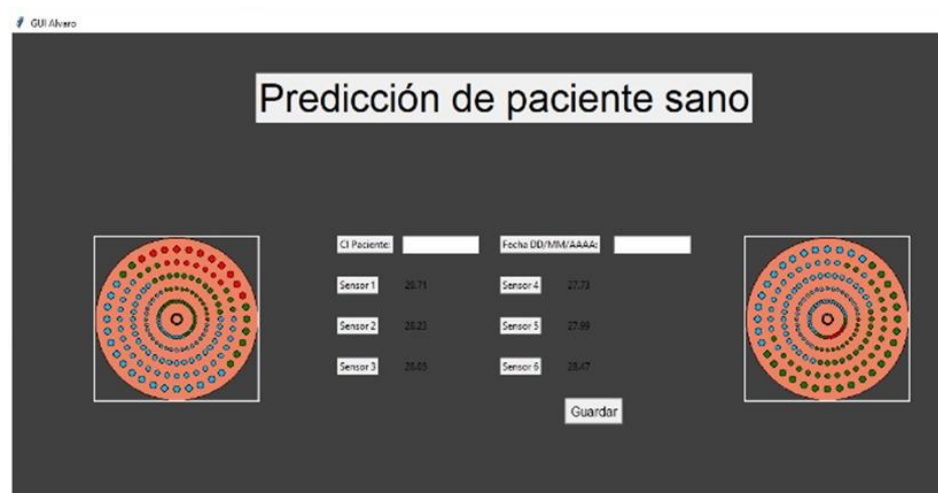 GUI Alvaro
Predicción de paciente sano
CI Paciente: Fecha DD/MM/AAAA:
Sensor 1 28.71 Sensor 4 27.73
Sensor 2 28.23 Sensor 5 27.99
Sensor 3 28.05 Sensor 6 28.47
Guardar